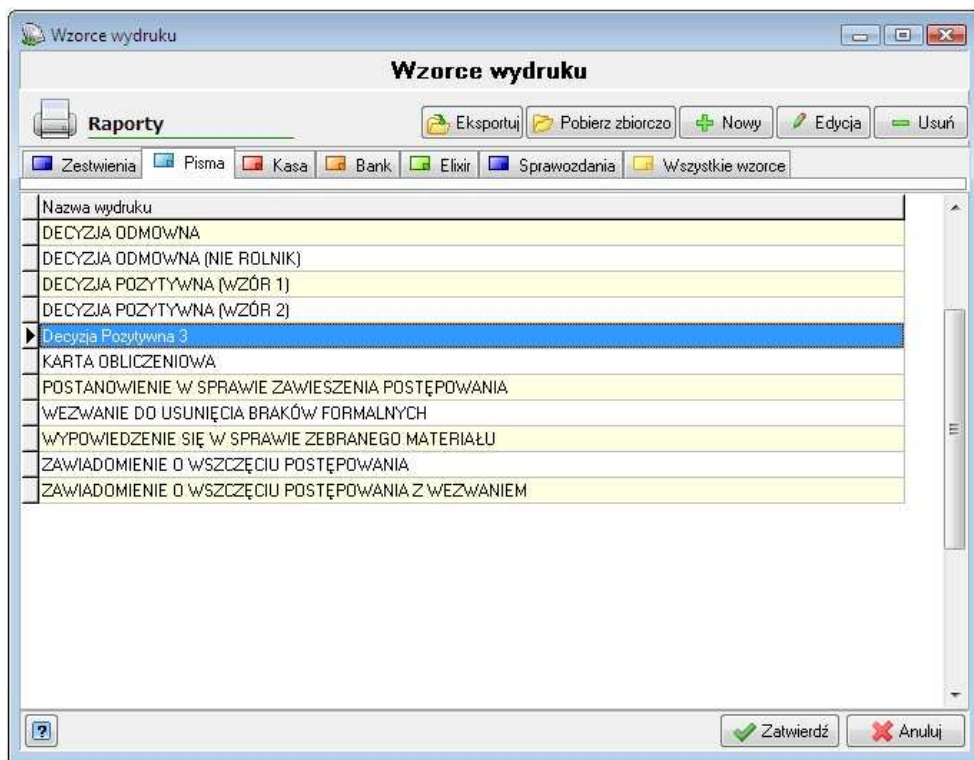 Wzorce wydruku
Wzorce wydruku
Raporty Eksportuj Pobierz zbiorczo Nowy Edycja Usuń
Zestwienia Pisma Kasa Bank Elixir Sprawozdania Wszystkie wzorce
Nazwa wydruku
DECYZJA ODMOWNA
DECYZJA ODMOWNA (NIE ROLNIK)
DECYZJA POZYTYWNA (WZÓR 1)
DECYZJA POZYTYWNA (WZÓR 2)
Decyzja Pozytywna 3
KARTA OBLICZENIOWA
POSTANOWIENIE W SPRAWIE ZAWIESZENIA POSTĘPOWANIA
WEZWANIE DO USUNIĘCIA BRAKÓW FORMALNYCH
WYPOWIEDZENIE SIĘ W SPRAWIE ZEBRANEGO MATERIAŁU
ZAWIADOMIENIE O WSZCZĘCIU POSTĘPOWANIA
ZAWIADOMIENIE O WSZCZĘCIU POSTĘPOWANIA Z WEZWANIEM
? Zatwierdź Anuluj